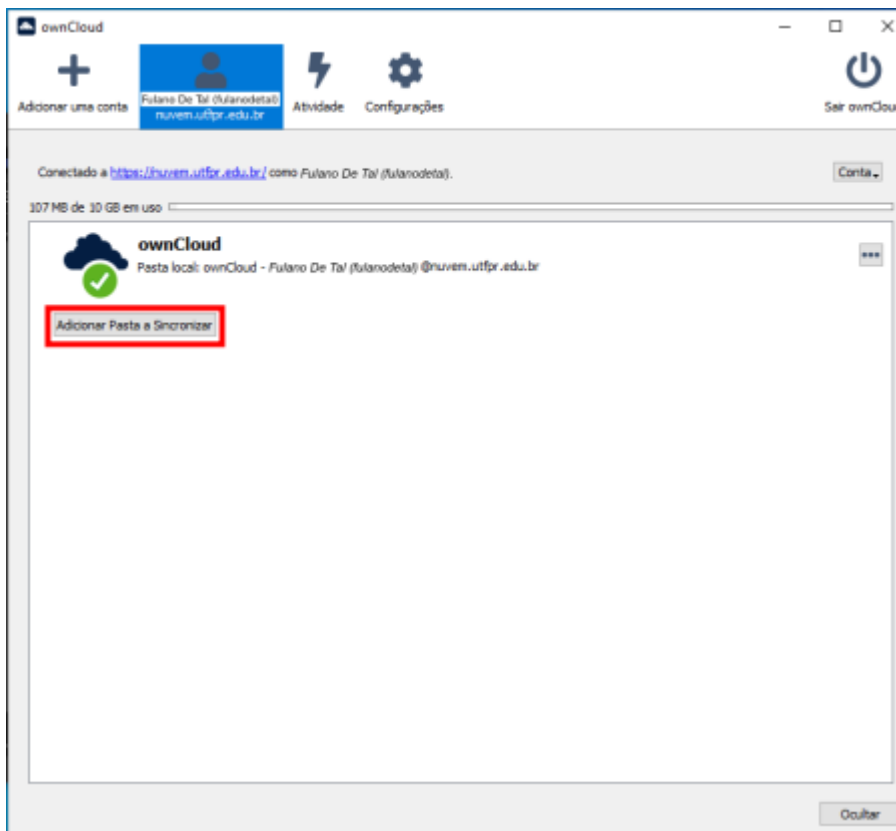 ownCloud
Adicionar uma conta
Fulano De Tal (fulanodetal)
nuvem.utfpr.edu.br
Atividade
Configurações
Sair ownClou
Conectado a https://nuvem.utfpr.edu.br/ como Fulano De Tal (fulanodetal).
Conta
107 MB de 10 GB em uso
ownCloud
Pasta local: ownCloud - Fulano De Tal (fulanodetal) @nuvem.utfpr.edu.br
Adicionar Pasta a Sincronizar
Ocultar